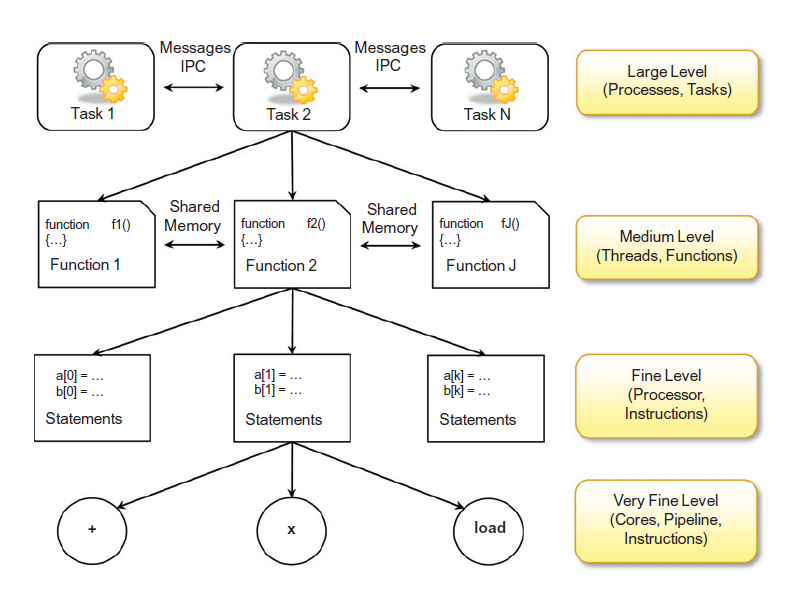 Messages
IPC
Messages
IPC
Task 1
Task 2
Task N
Large Level
(Processes, Tasks)
function f1()
{...}
Function 1
Shared
Memory
function f2()
{...}
Function 2
Shared
Memory
function fJ()
{...}
Function J
Medium Level
(Threads, Functions)
a[0] = ...
b[0] = ...
Statements
a[1] = ...
b[1] = ...
Statements
a[k] = ...
b[k] = ...
Statements
Fine Level
(Processor,
Instructions)
+
x
load
Very Fine Level
(Cores, Pipeline,
Instructions)